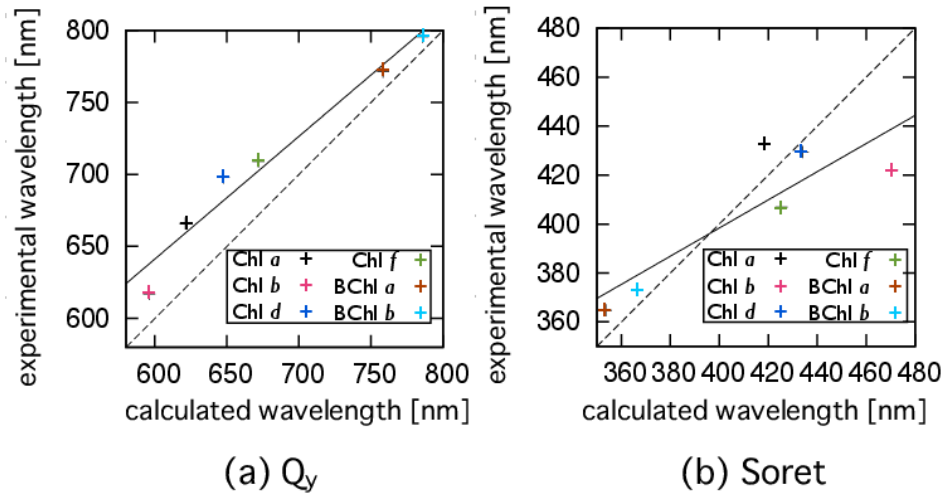 experimental wavelength [nm]
800
750
700
650
600
Chl a
Chl f
Chl b
BChl a
Chl d
BChl b
600 650 700 750 800
calculated wavelength [nm]
(a) Qy
experimental wavelength [nm]
480
460
440
420
400
380
360
Chl a
Chl f
Chl b
BChl a
Chl d
BChl b
360 380 400 420 440 460 480
calculated wavelength [nm]
(b) Soret